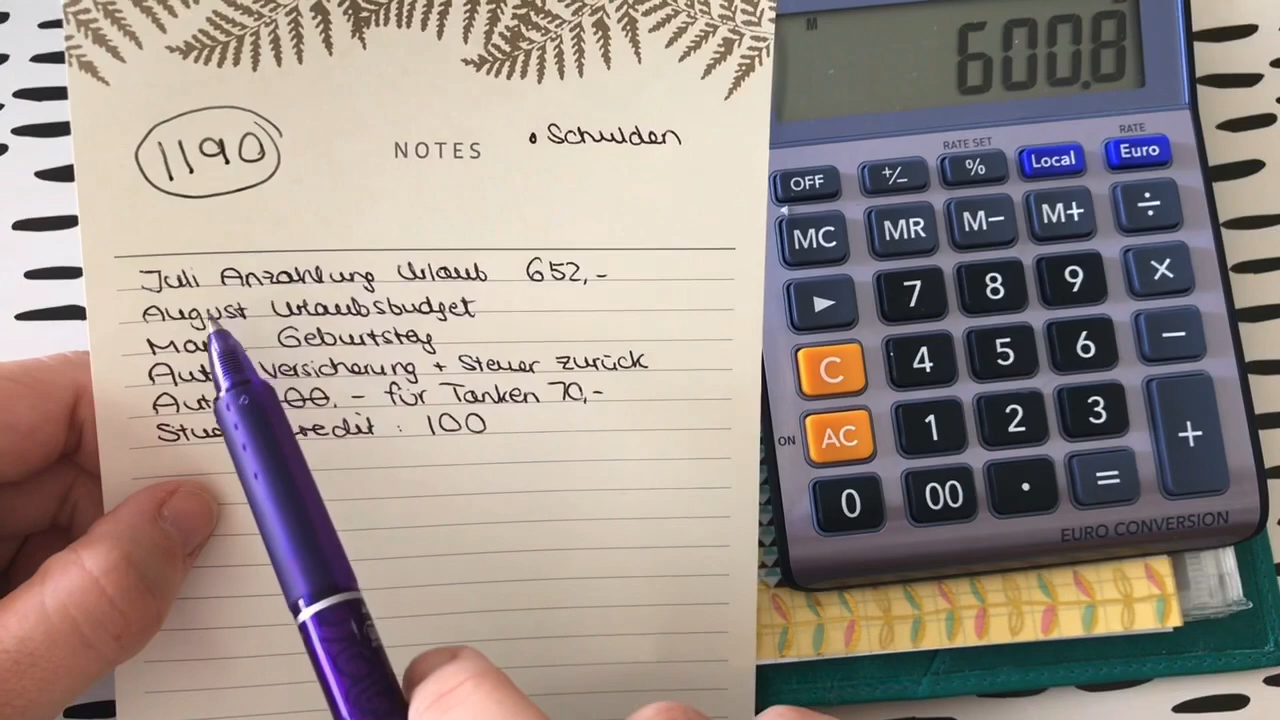 1190
NOTES
• Schulden
Juli Anzahlung Urlaub 652,-
August Urlaubsbudget
Geburtstag
Versicherung + Steuer zurück
für Tanken 70,-
: 100
M
600.8
RATE SET
RATE
OFF
+/−
%
Local
Euro
MC
MR
M−
M+
÷
▶
7
8
9
×
C
4
5
6
−
ON
AC
1
2
3
+
0
00
.
=
EURO CONVERSION